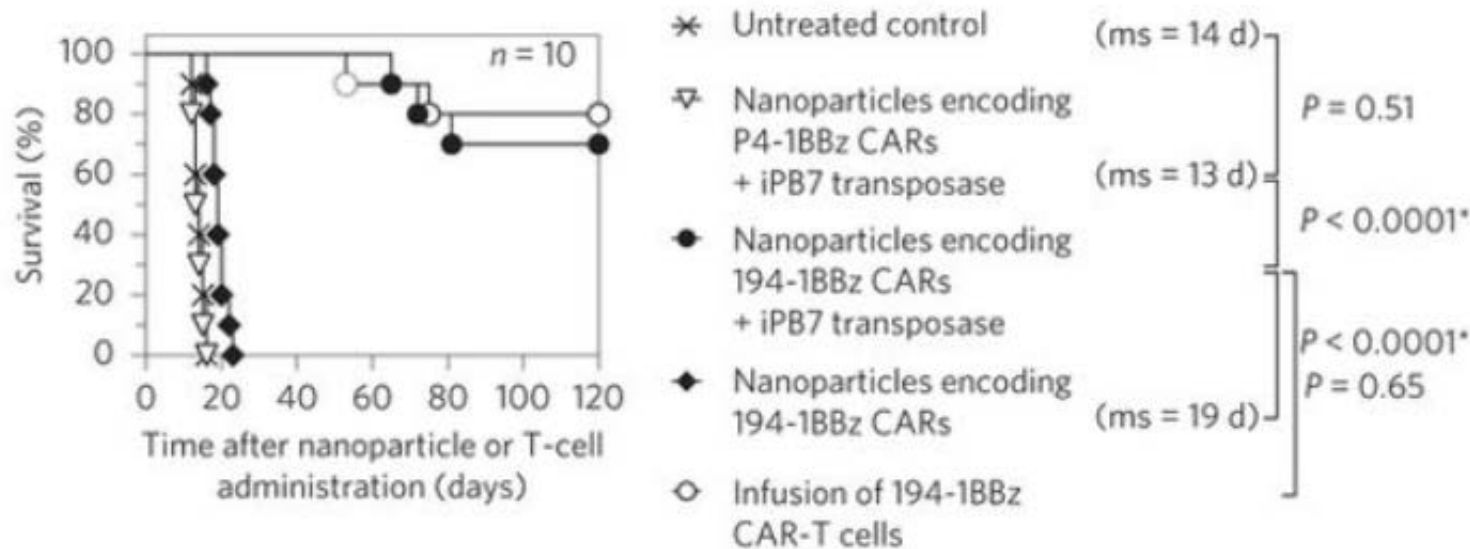 100
80
60
40
20
0
Survival (%)
n = 10
0 20 40 60 80 100 120
Time after nanoparticle or T-cell
administration (days)
Untreated control (ms = 14 d)
Nanoparticles encoding
P4-1BBz CARs
+ iPB7 transposase (ms = 13 d)
Nanoparticles encoding
194-1BBz CARs
+ iPB7 transposase
Nanoparticles encoding
194-1BBz CARs (ms = 19 d)
Infusion of 194-1BBz
CAR-T cells
P = 0.51
P < 0.0001*
P < 0.0001*
P = 0.65